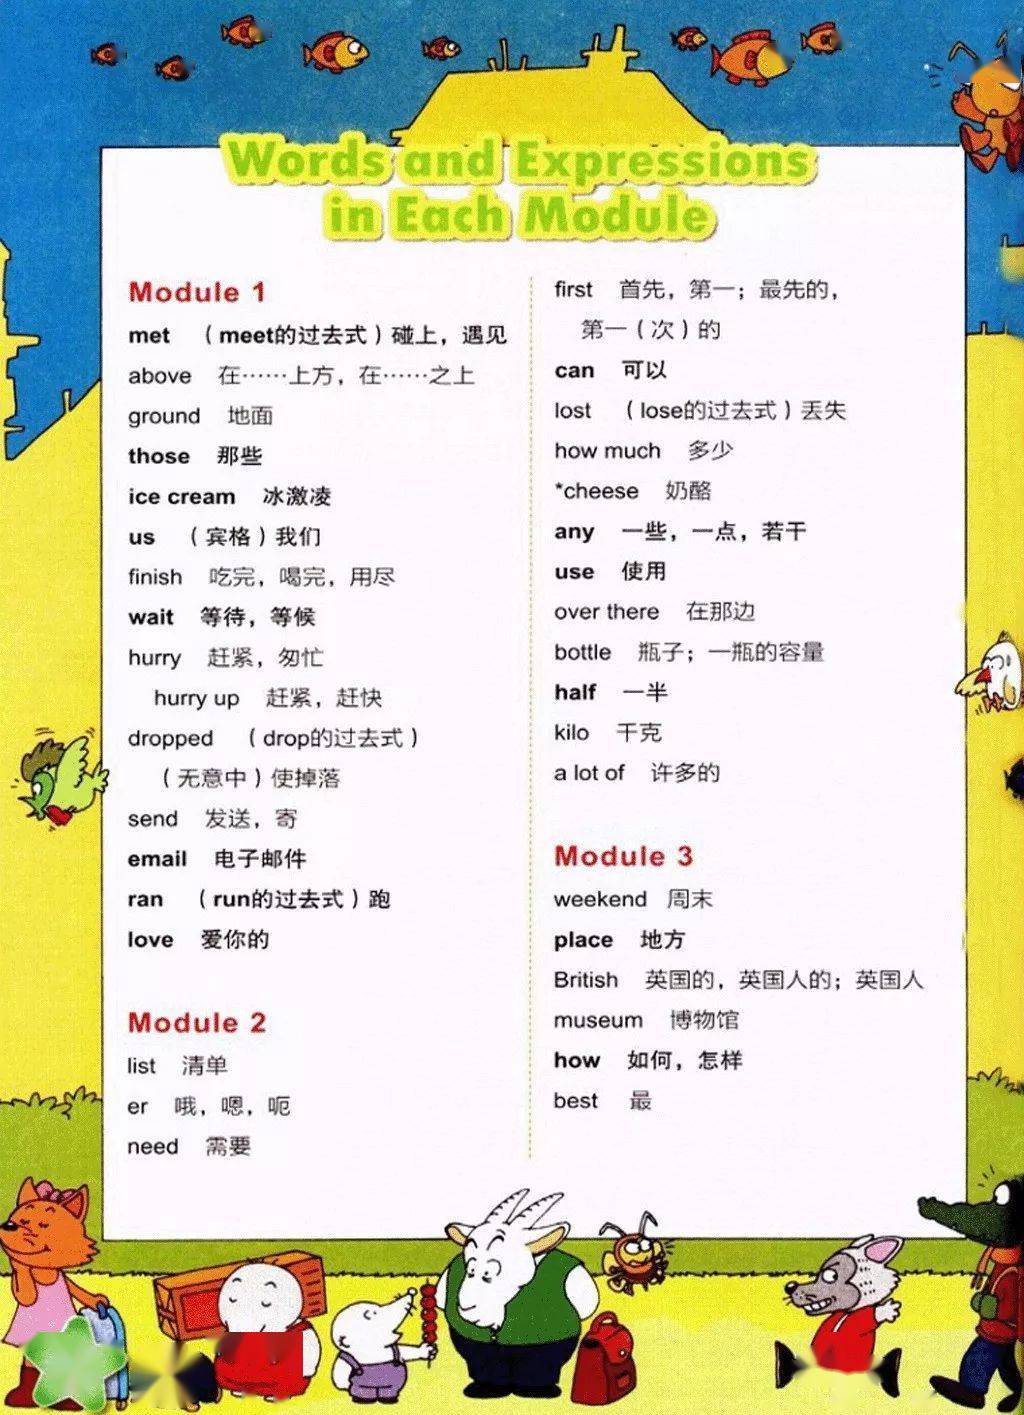 Words and Expressions
in Each Module
Module 1
met （meet的过去式）碰上，遇见
above 在……上方，在……之上
ground 地面
those 那些
ice cream 冰激凌
us （宾格）我们
finish 吃完，喝完，用尽
wait 等待，等候
hurry 赶紧，匆忙
hurry up 赶紧，赶快
dropped （drop的过去式）
（无意中）使掉落
send 发送，寄
email 电子邮件
ran （run的过去式）跑
love 爱你的
Module 2
list 清单
er 哦，嗯，呃
need 需要
first 首先，第一；最先的，
第一（次）的
can 可以
lost （lose的过去式）丢失
how much 多少
*cheese 奶酪
any 一些，一点，若干
use 使用
over there 在那边
bottle 瓶子；一瓶的容量
half 一半
kilo 千克
a lot of 许多的
Module 3
weekend 周末
place 地方
British 英国的，英国人的；英国人
museum 博物馆
how 如何，怎样
best 最